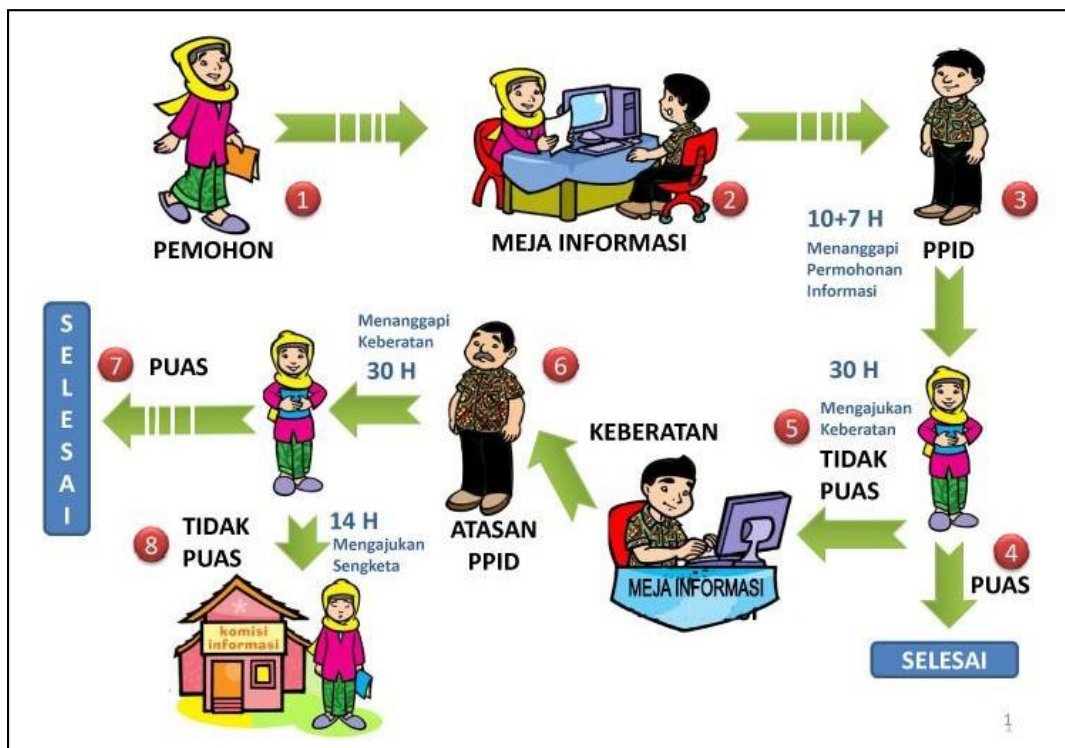 1
PEMOHON
2
MEJA INFORMASI
3
PPID
10+7 H
Menanggapi
Permohonan
Informasi
30 H
Mengajukan
Keberatan
5
TIDAK
PUAS
4
PUAS
SELESAI
KEBERATAN
MEJA INFORMASI
6
ATASAN
PPID
Menanggapi
Keberatan
30 H
7
PUAS
S
E
L
E
S
A
I
8
TIDAK
PUAS
14 H
Mengajukan
Sengketa
komisi
informasi
1